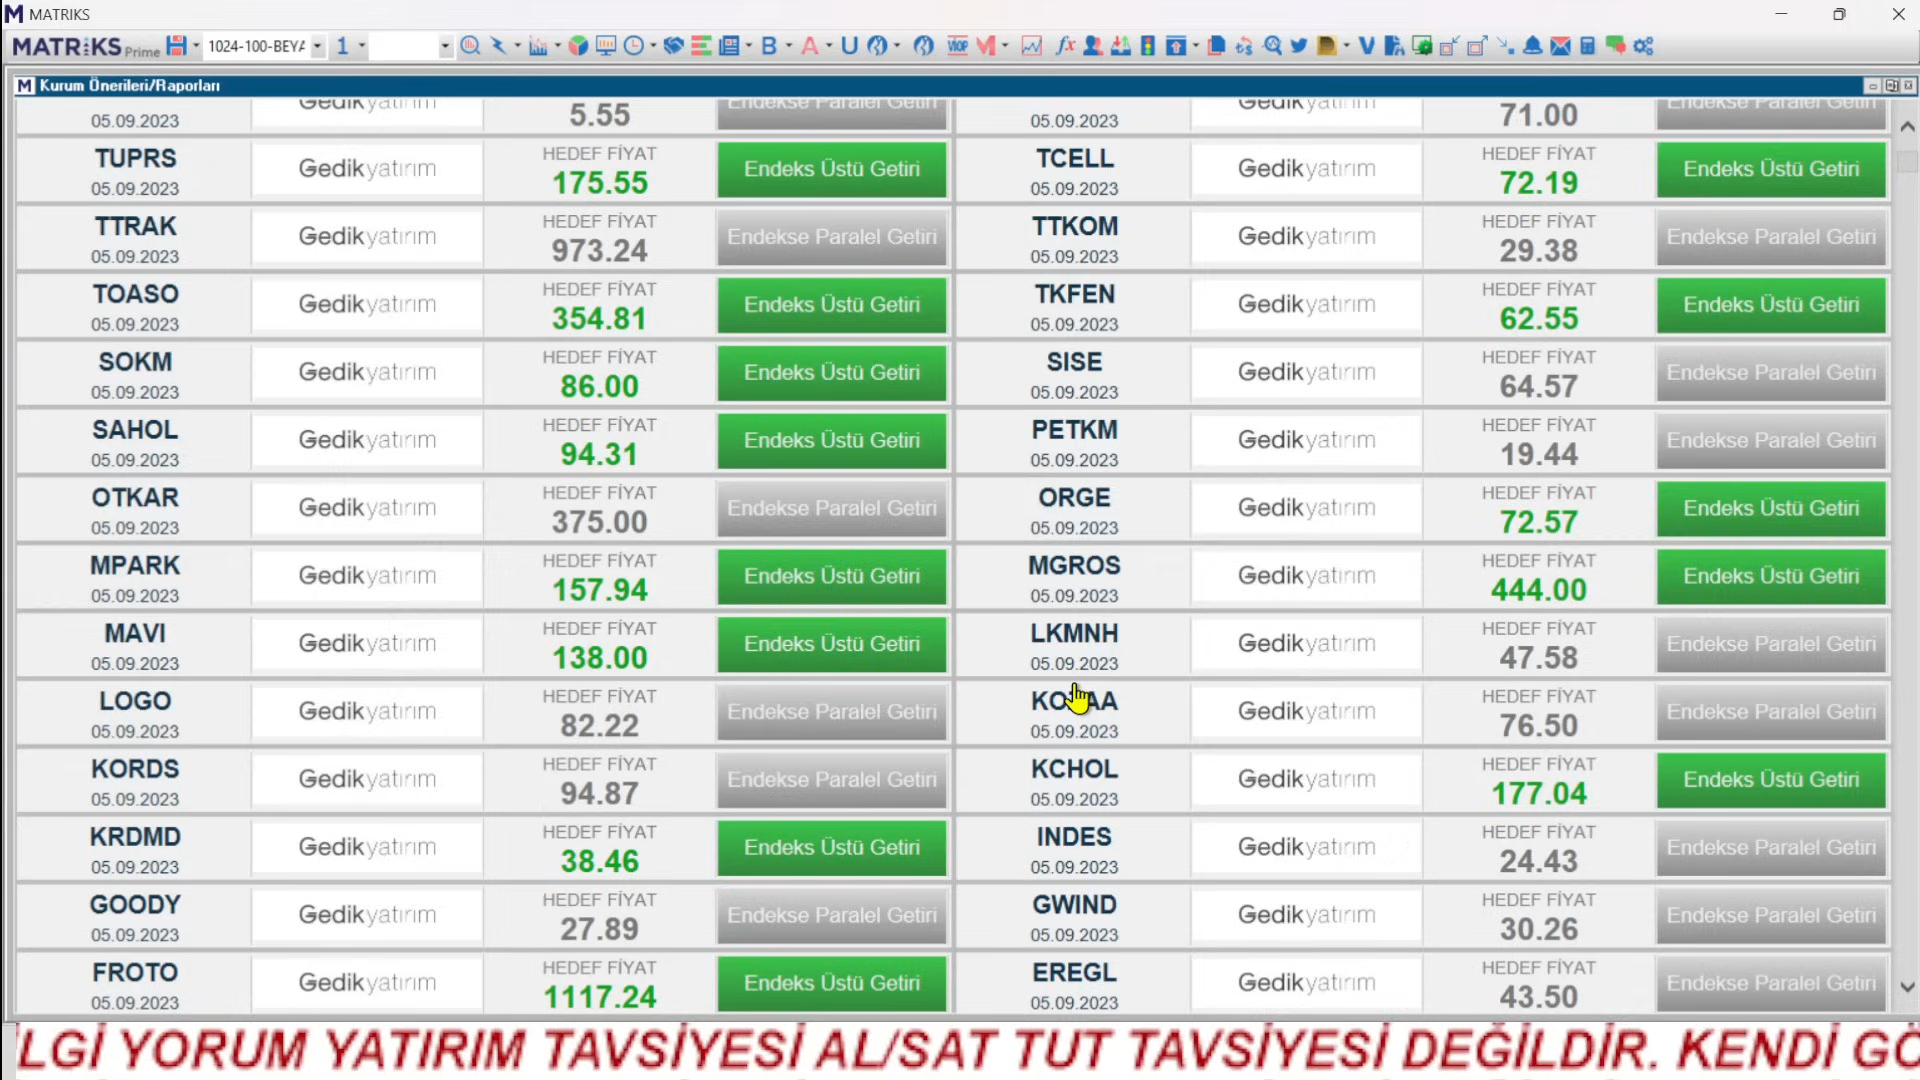 MATRIKS
MATRIKS Prime 1024-100-BEYA 1
Kurum Önerileri/Raporları
05.09.2023 Gedikyatırım 5.55 Endekse Paralel Getiri 05.09.2023 Gedikyatırım 71.00 Endekse Paralel Getiri
TUPRS 05.09.2023 Gedikyatırım HEDEF FİYAT 175.55 Endeks Üstü Getiri TCELL 05.09.2023 Gedikyatırım HEDEF FİYAT 72.19 Endeks Üstü Getiri
TTRAK 05.09.2023 Gedikyatırım HEDEF FİYAT 973.24 Endekse Paralel Getiri TTKOM 05.09.2023 Gedikyatırım HEDEF FİYAT 29.38 Endekse Paralel Getiri
TOASO 05.09.2023 Gedikyatırım HEDEF FİYAT 354.81 Endeks Üstü Getiri TKFEN 05.09.2023 Gedikyatırım HEDEF FİYAT 62.55 Endeks Üstü Getiri
SOKM 05.09.2023 Gedikyatırım HEDEF FİYAT 86.00 Endeks Üstü Getiri SISE 05.09.2023 Gedikyatırım HEDEF FİYAT 64.57 Endekse Paralel Getiri
SAHOL 05.09.2023 Gedikyatırım HEDEF FİYAT 94.31 Endeks Üstü Getiri PETKM 05.09.2023 Gedikyatırım HEDEF FİYAT 19.44 Endekse Paralel Getiri
OTKAR 05.09.2023 Gedikyatırım HEDEF FİYAT 375.00 Endekse Paralel Getiri ORGE 05.09.2023 Gedikyatırım HEDEF FİYAT 72.57 Endeks Üstü Getiri
MPARK 05.09.2023 Gedikyatırım HEDEF FİYAT 157.94 Endeks Üstü Getiri MGROS 05.09.2023 Gedikyatırım HEDEF FİYAT 444.00 Endeks Üstü Getiri
MAVI 05.09.2023 Gedikyatırım HEDEF FİYAT 138.00 Endeks Üstü Getiri LKMNH 05.09.2023 Gedikyatırım HEDEF FİYAT 47.58 Endekse Paralel Getiri
LOGO 05.09.2023 Gedikyatırım HEDEF FİYAT 82.22 Endekse Paralel Getiri 05.09.2023 Gedikyatırım HEDEF FİYAT 76.50 Endekse Paralel Getiri
KORDS 05.09.2023 Gedikyatırım HEDEF FİYAT 94.87 Endekse Paralel Getiri KCHOL 05.09.2023 Gedikyatırım HEDEF FİYAT 177.04 Endeks Üstü Getiri
KRDMD 05.09.2023 Gedikyatırım HEDEF FİYAT 38.46 Endeks Üstü Getiri INDES 05.09.2023 Gedikyatırım HEDEF FİYAT 24.43 Endekse Paralel Getiri
GOODY 05.09.2023 Gedikyatırım HEDEF FİYAT 27.89 Endekse Paralel Getiri GWIND 05.09.2023 Gedikyatırım HEDEF FİYAT 30.26 Endekse Paralel Getiri
FROTO 05.09.2023 Gedikyatırım HEDEF FİYAT 1117.24 Endeks Üstü Getiri EREGL 05.09.2023 Gedikyatırım HEDEF FİYAT 43.50 Endekse Paralel Getiri
LGİ YORUM YATIRIM TAVSİYESİ AL/SAT TUT TAVSİYESİ DEĞİLDİR. KENDİ GÖ